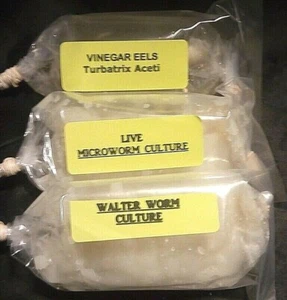 VINEGAR EELS
Turbatrix Aceti
LIVE
MICROWORM CULTURE
WALTER WORM
CULTURE